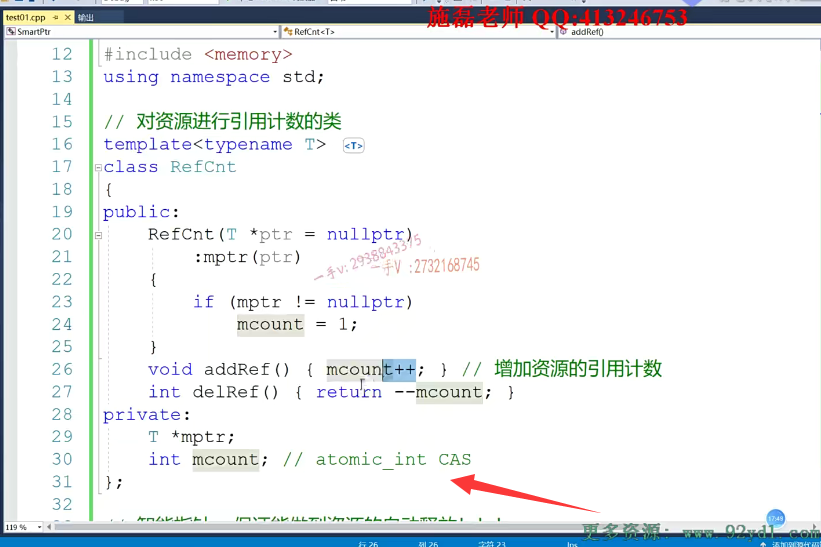 施磊老师 QQ:413246753
test01.cpp 输出
SmartPtr RefCnt<T> addRef()
12 #include <memory>
13 using namespace std;
14
15 // 对资源进行引用计数的类
16 template<typename T> <T>
17 class RefCnt
18 {
19 public:
20 RefCnt(T *ptr = nullptr)
21 :mptr(ptr)
一手v: 2938843375
一手V :2732168745
22 {
23 if (mptr != nullptr)
24 mcount = 1;
25 }
26 void addRef() { mcount++; } // 增加资源的引用计数
27 int delRef() { return --mcount; }
28 private:
29 T *mptr;
30 int mcount; // atomic_int CAS
31 };
32
17:49
更多资源: www.92yd1.com
119 %
行 26 列 26 字符 23 Ins